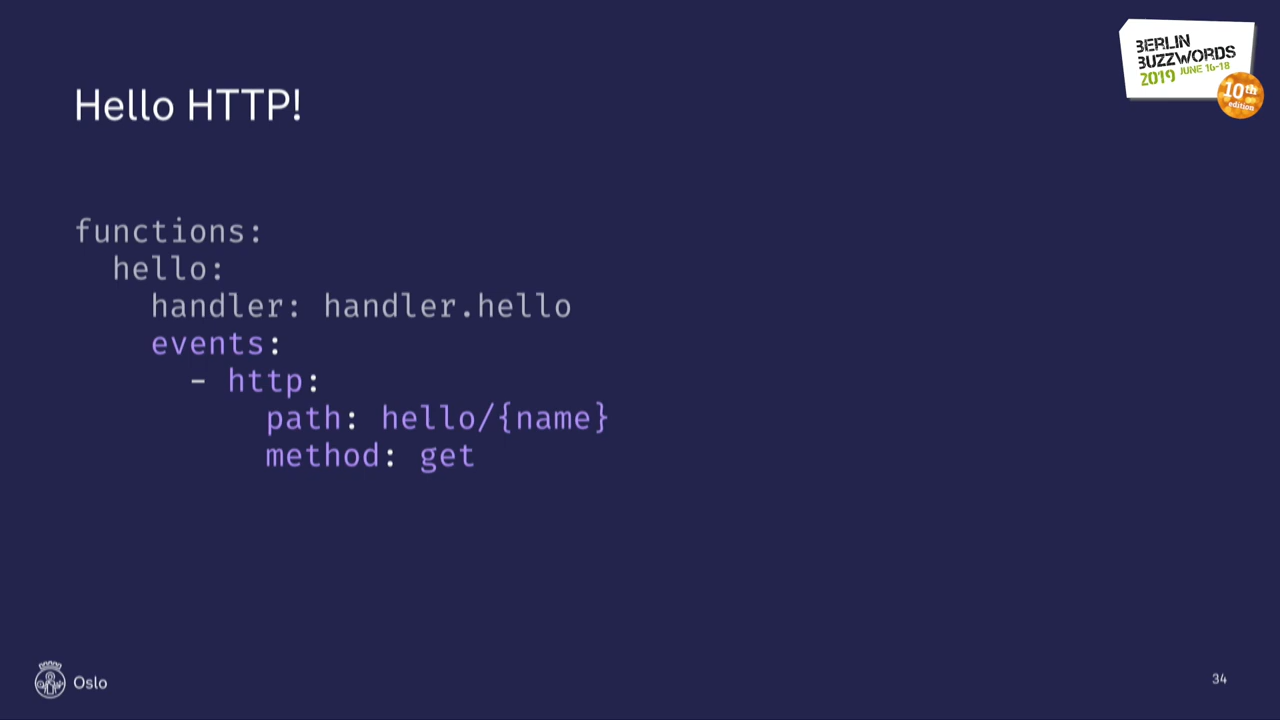 BERLIN
BUZZWORDS
2019 JUNE 16-18
10th
edition
Hello HTTP!
functions:
  hello:
    handler: handler.hello
    events:
      - http:
          path: hello/{name}
          method: get
Oslo
34